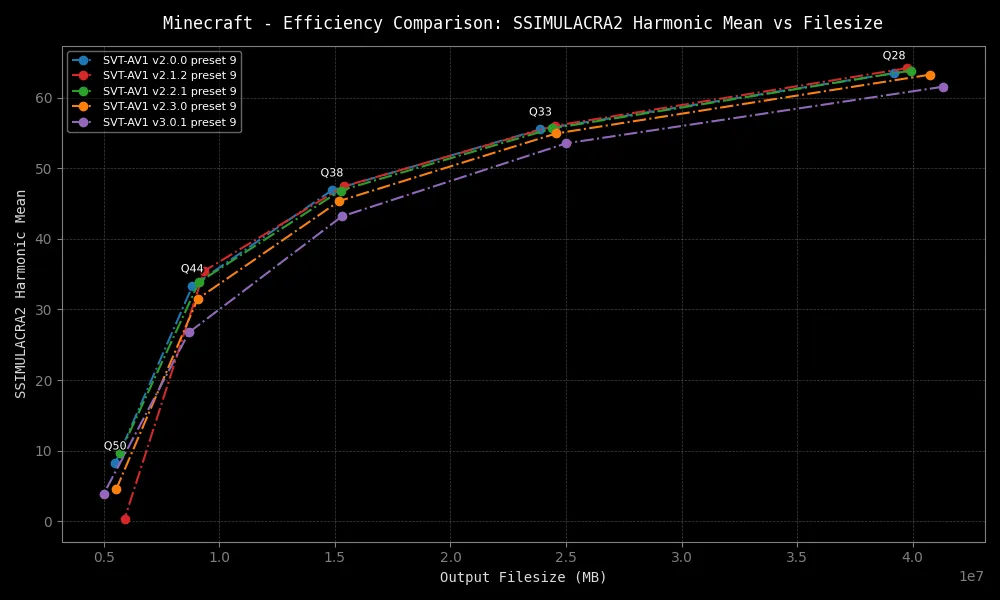 Minecraft - Efficiency Comparison: SSIMULACRA2 Harmonic Mean vs Filesize
SVT-AV1 v2.0.0 preset 9
SVT-AV1 v2.1.2 preset 9
SVT-AV1 v2.2.1 preset 9
SVT-AV1 v2.3.0 preset 9
SVT-AV1 v3.0.1 preset 9
Q28
Q33
Q38
Q44
Q50
SSIMULACRA2 Harmonic Mean
60
50
40
30
20
10
0
0.5 1.0 1.5 2.0 2.5 3.0 3.5 4.0
1e7
Output Filesize (MB)